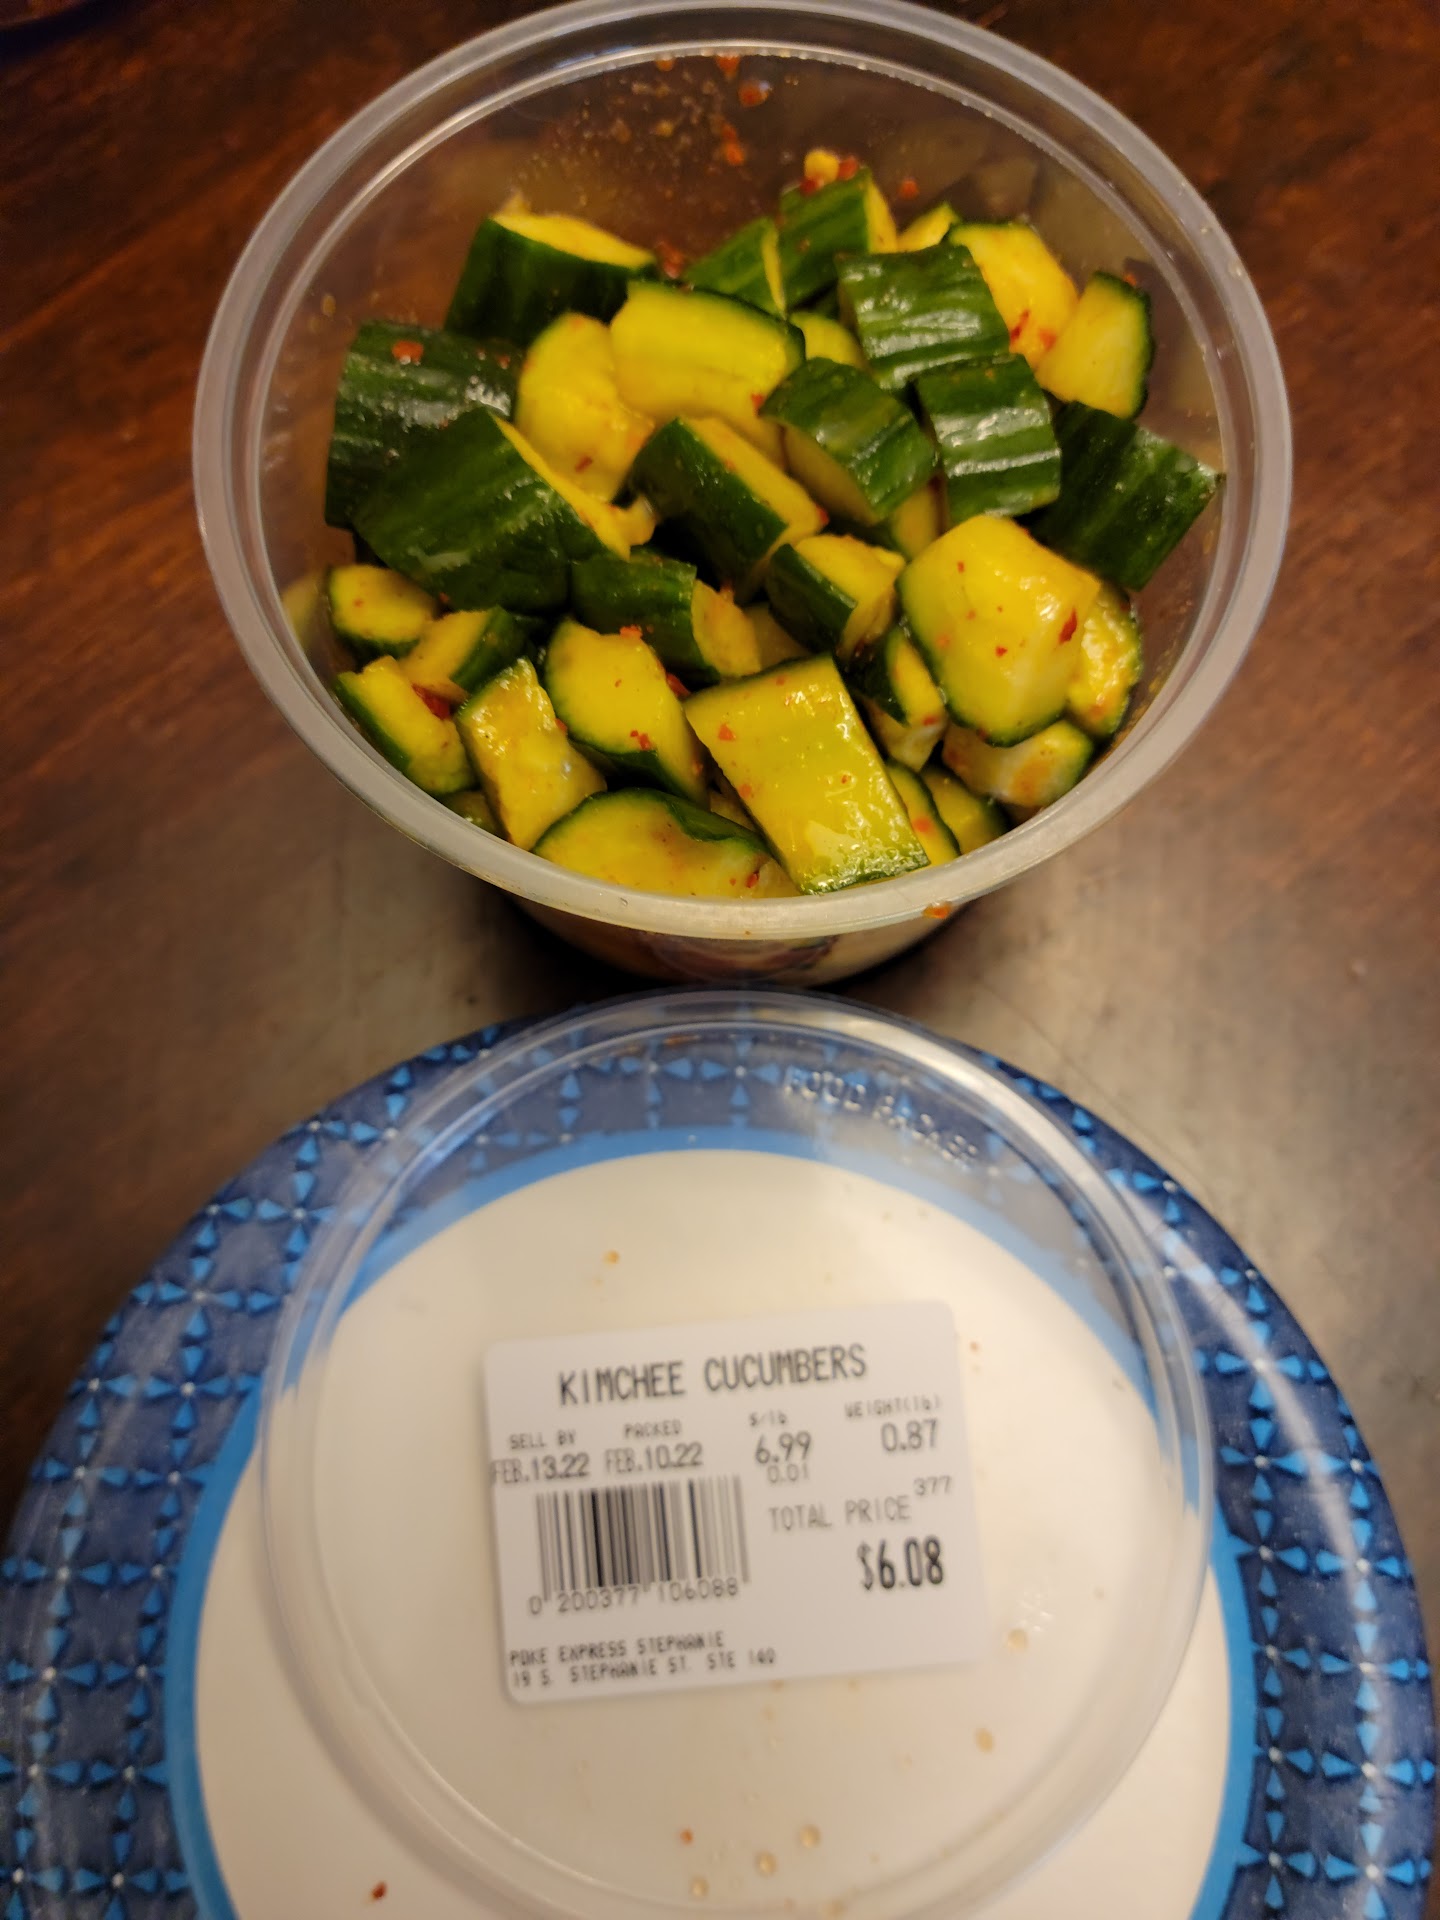 FOOD PACKER
KIMCHEE CUCUMBERS
SELL BY PACKED $/lb WEIGHT(lb)
FEB.13.22 FEB.10.22 6.99 0.87
0.01
377
TOTAL PRICE
$6.08
0 200377 106088
POKE EXPRESS STEPHANIE
19 S. STEPHANIE ST. STE 140